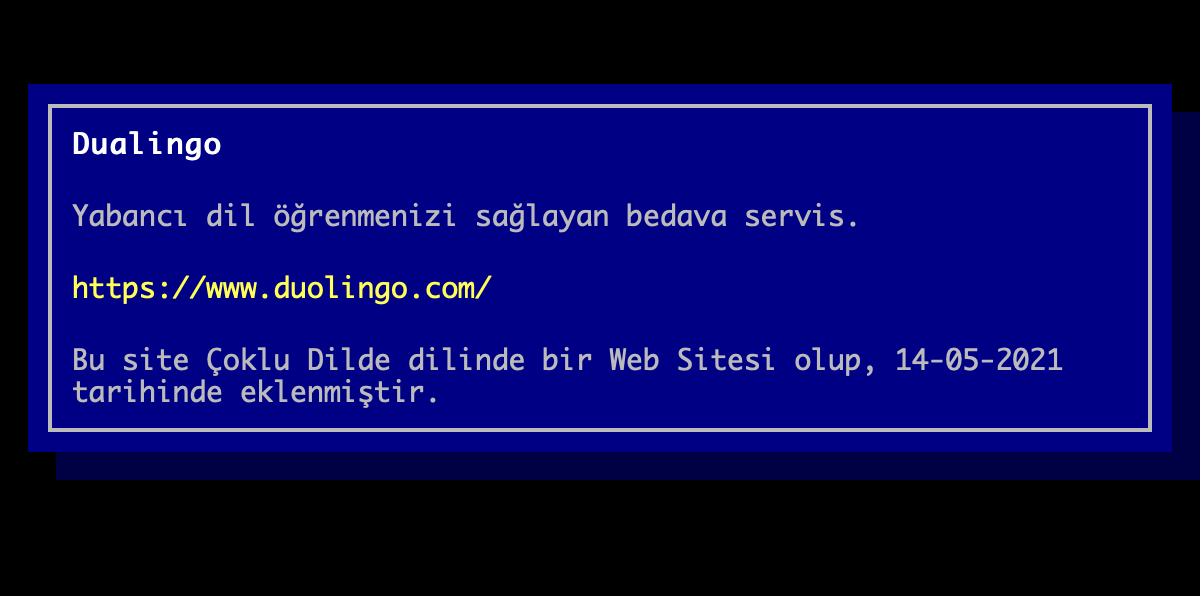 Dualingo
Yabancı dil öğrenmenizi sağlayan bedava servis.
https://www.duolingo.com/
Bu site Çoklu Dilde dilinde bir Web Sitesi olup, 14-05-2021
tarihinde eklenmiştir.